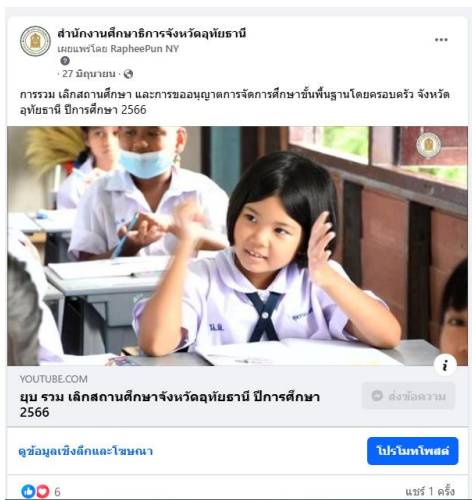 สำนักงานศึกษาธิการจังหวัดอุทัยธานี
เผยแพร่โดย RapheePun NY
· 27 มิถุนายน ·
การรวม เลิกสถานศึกษา และการขออนุญาตการจัดการศึกษาขั้นพื้นฐานโดยครอบครัว จังหวัด
อุทัยธานี ปีการศึกษา 2566
YOUTUBE.COM
ยุบ รวม เลิกสถานศึกษาจังหวัดอุทัยธานี ปีการศึกษา
2566
ส่งข้อความ
ดูข้อมูลเชิงลึกและโฆษณา
โปรโมทโพสต์
6
แชร์ 1 ครั้ง